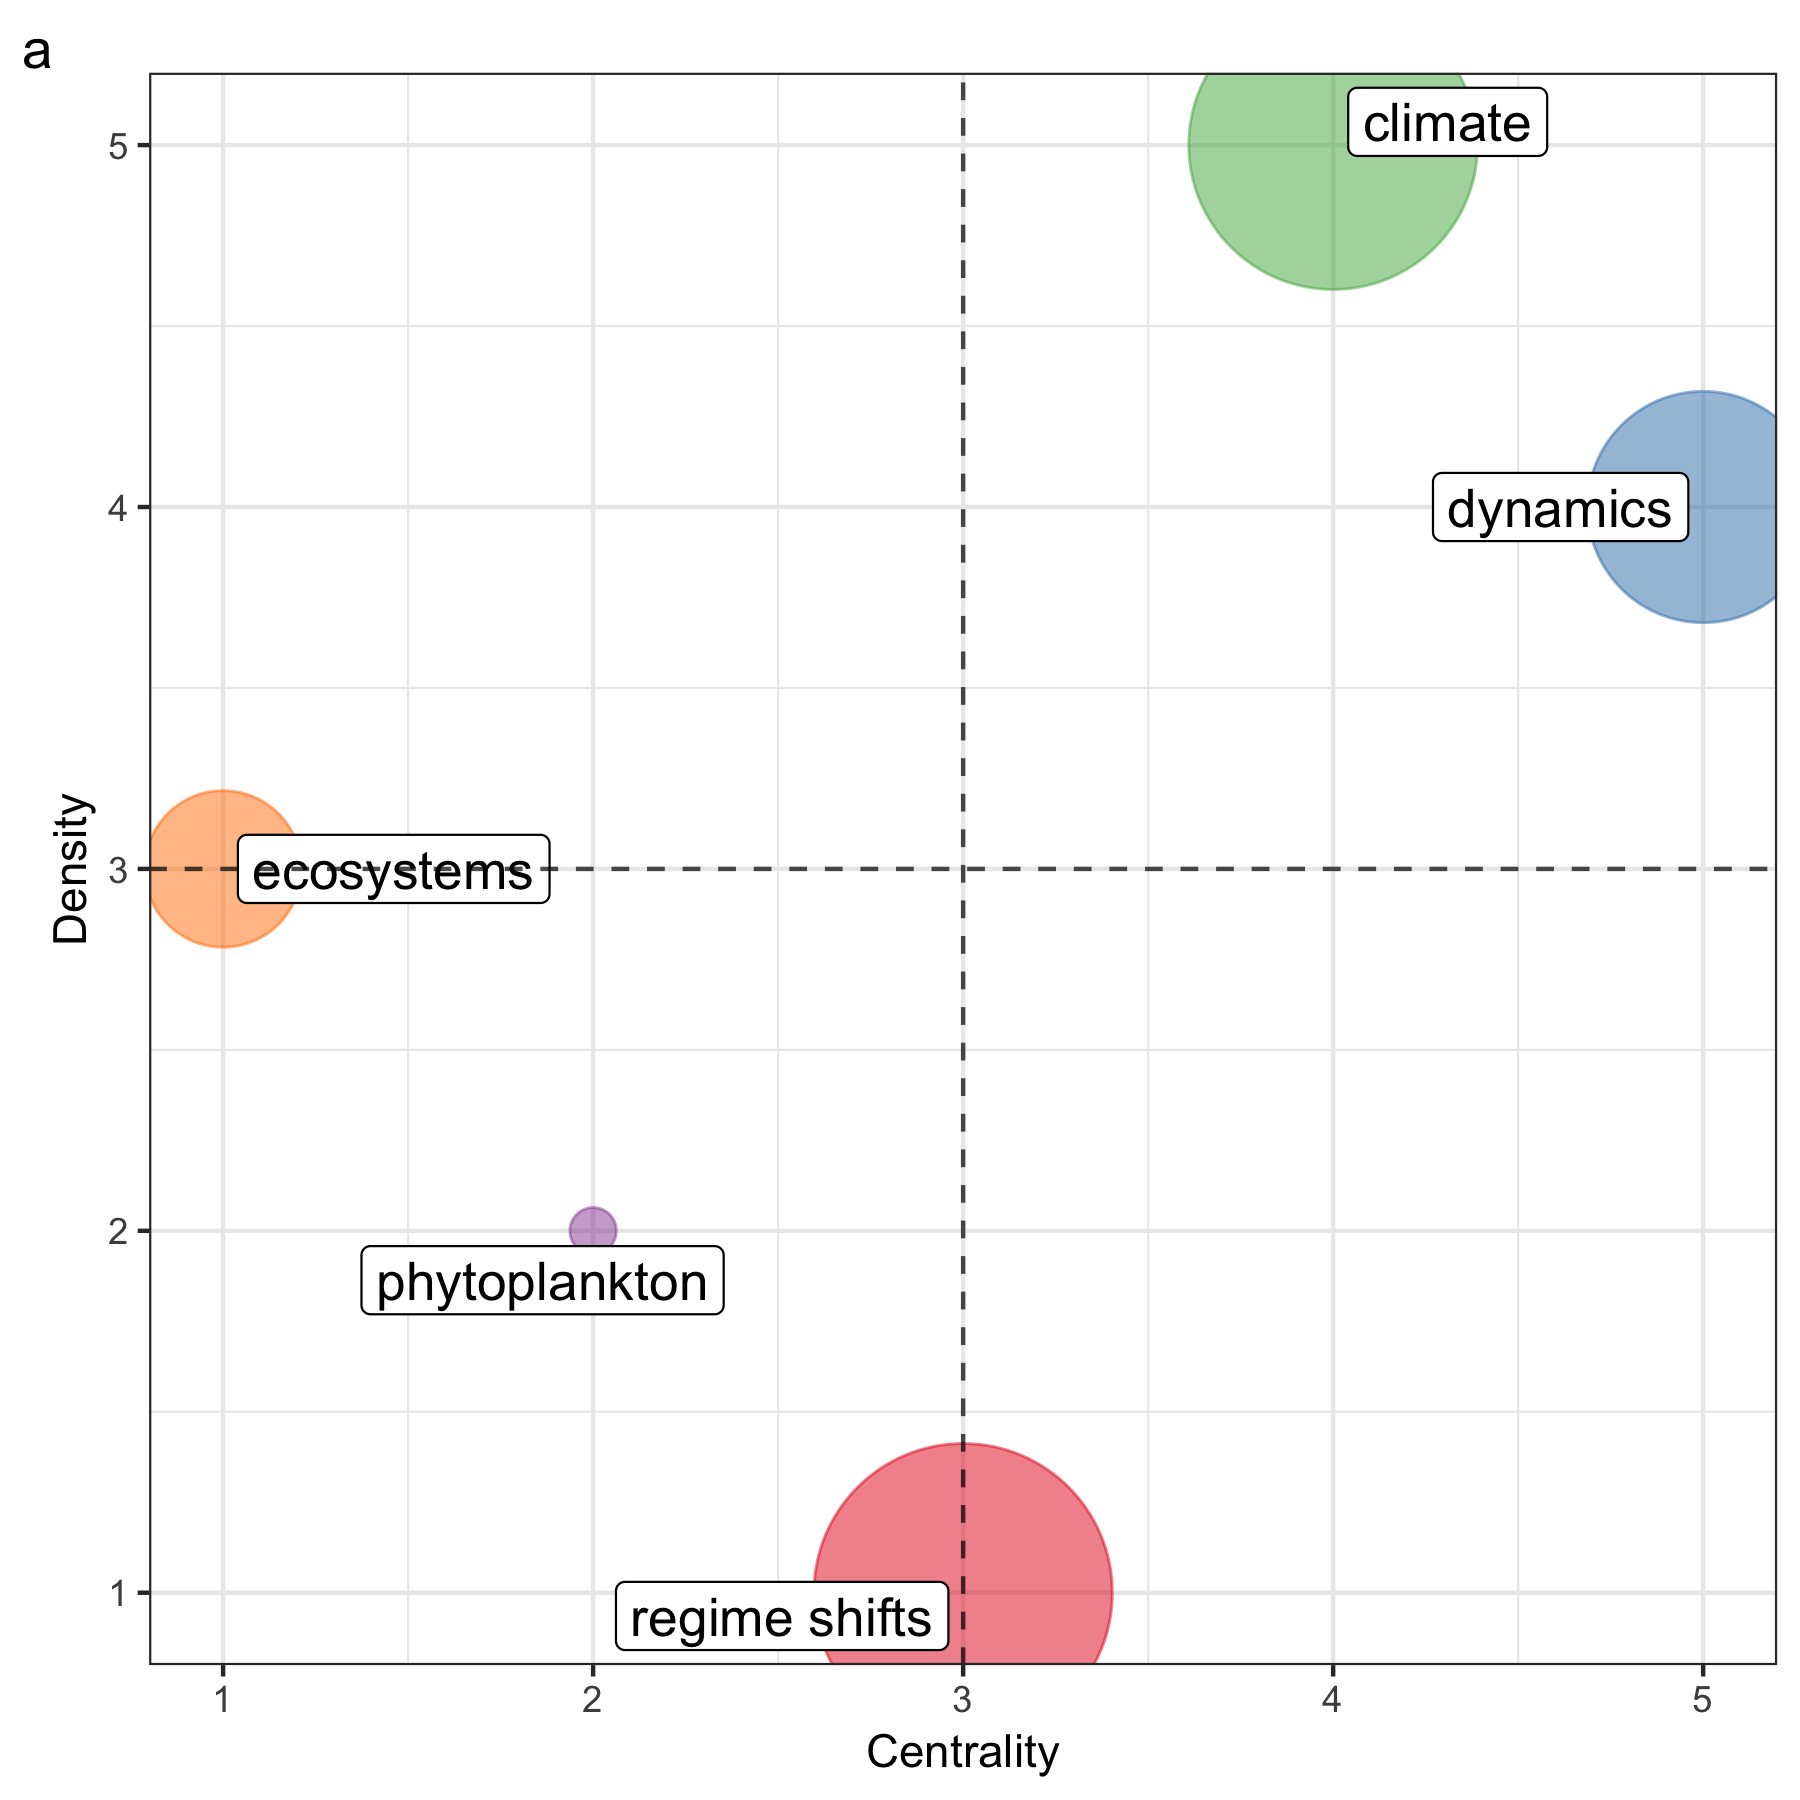 a
climate
5
dynamics
4
ecosystems
3
Density
2
phytoplankton
regime shifts
1
1 2 3 4 5
Centrality